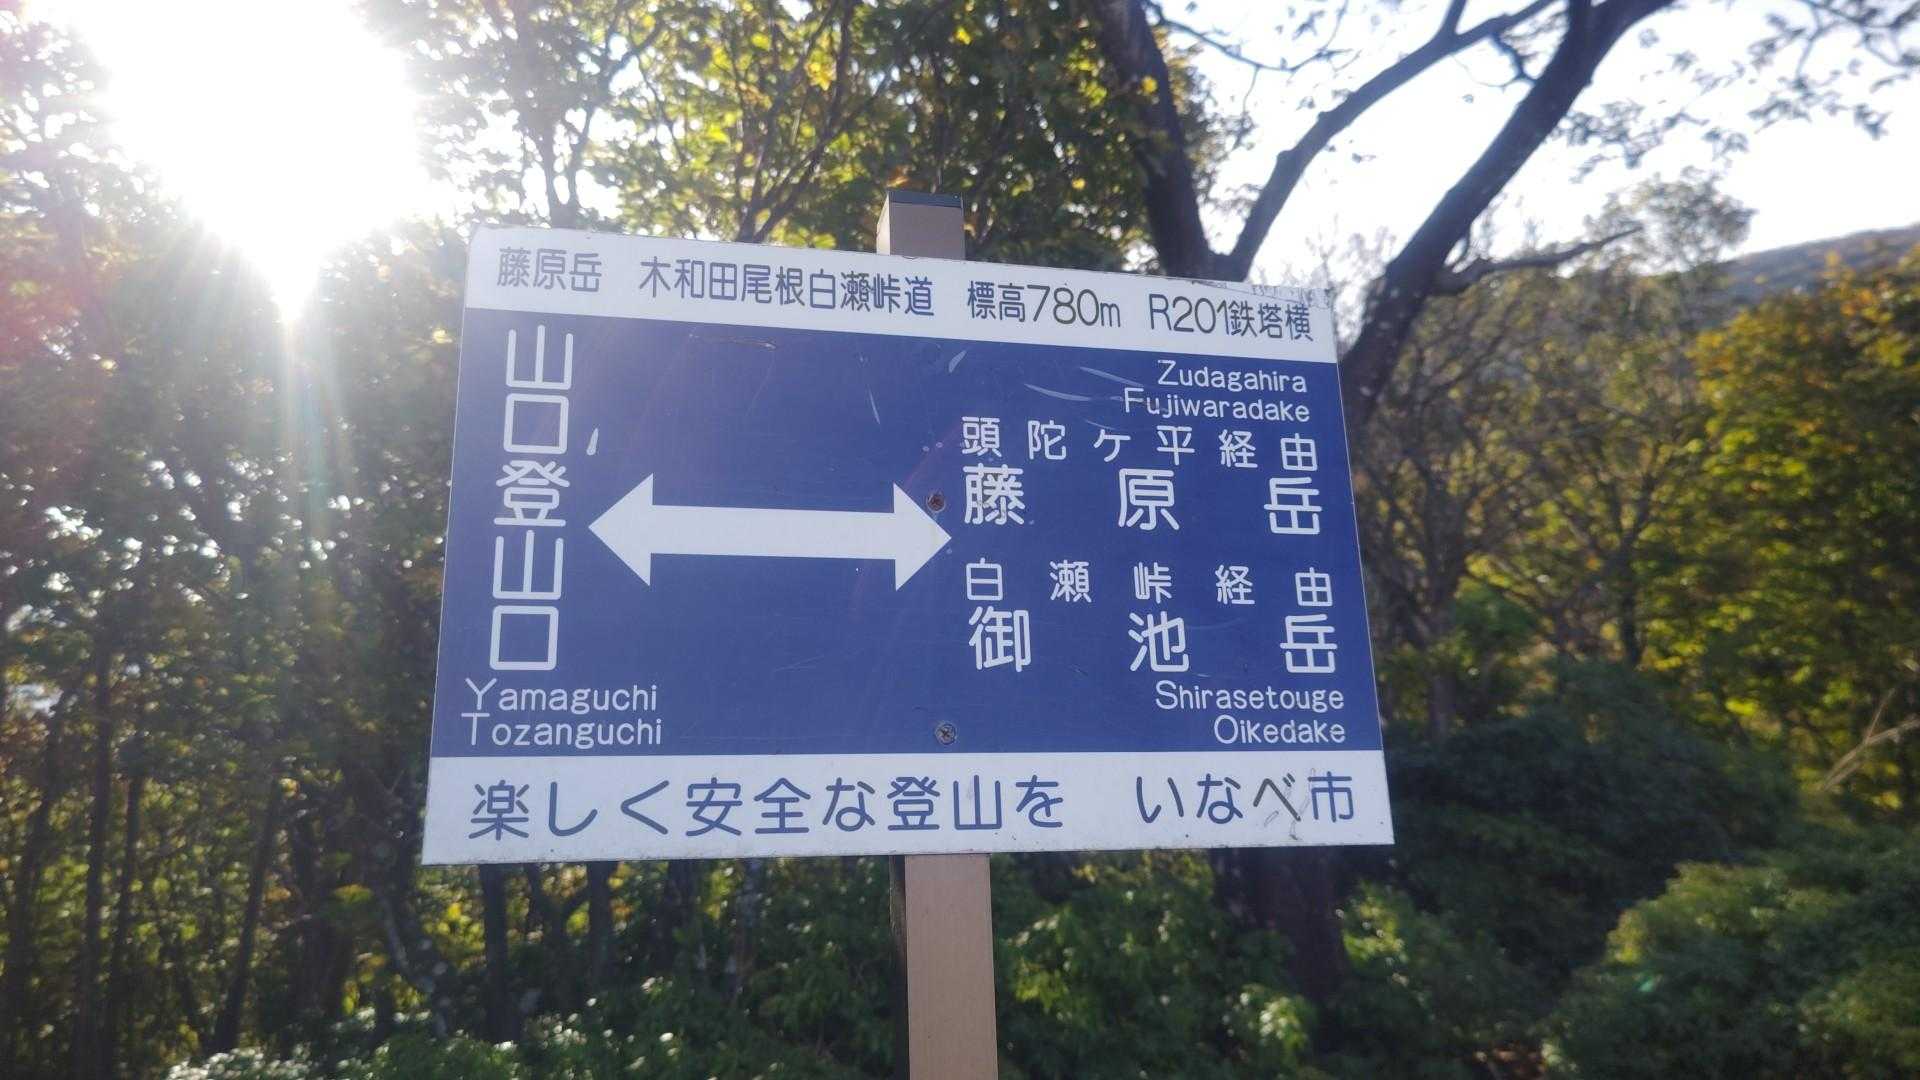 藤原岳　木和田尾根白瀬峠道　標高780m　R201鉄塔横
山口登山口
Yamaguchi
Tozanguchi
Zudagahira
Fujiwaradake
頭陀ヶ平経由
藤原岳
白瀬峠経由
御池岳
Shirasetouge
Oikedake
楽しく安全な登山を　いなべ市